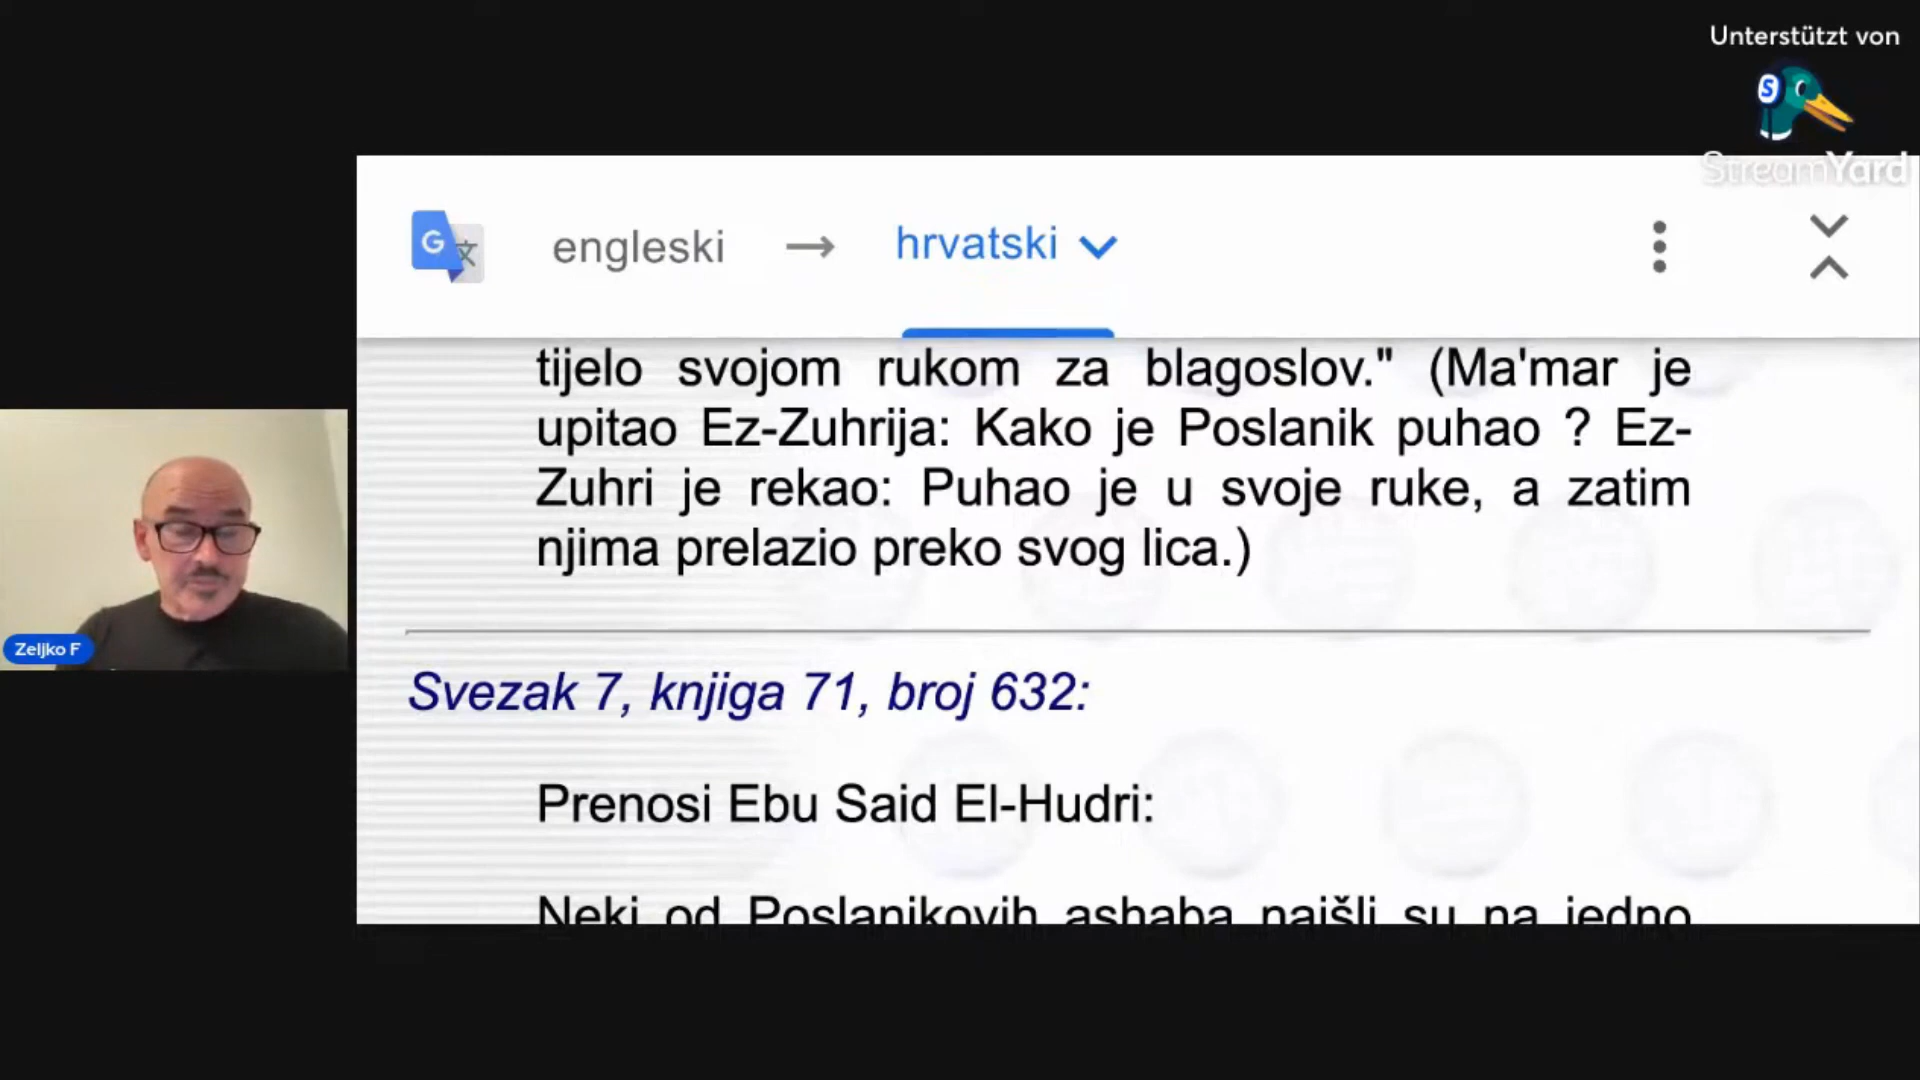 Unterstützt von
StreamYard
engleski → hrvatski
tijelo svojom rukom za blagoslov." (Ma'mar je
upitao Ez-Zuhrija: Kako je Poslanik puhao ? Ez-
Zuhri je rekao: Puhao je u svoje ruke, a zatim
njima prelazio preko svog lica.)
Svezak 7, knjiga 71, broj 632:
Prenosi Ebu Said El-Hudri:
Neki od Poslanikovih ashaba naišli su na jedno
Zeljko F